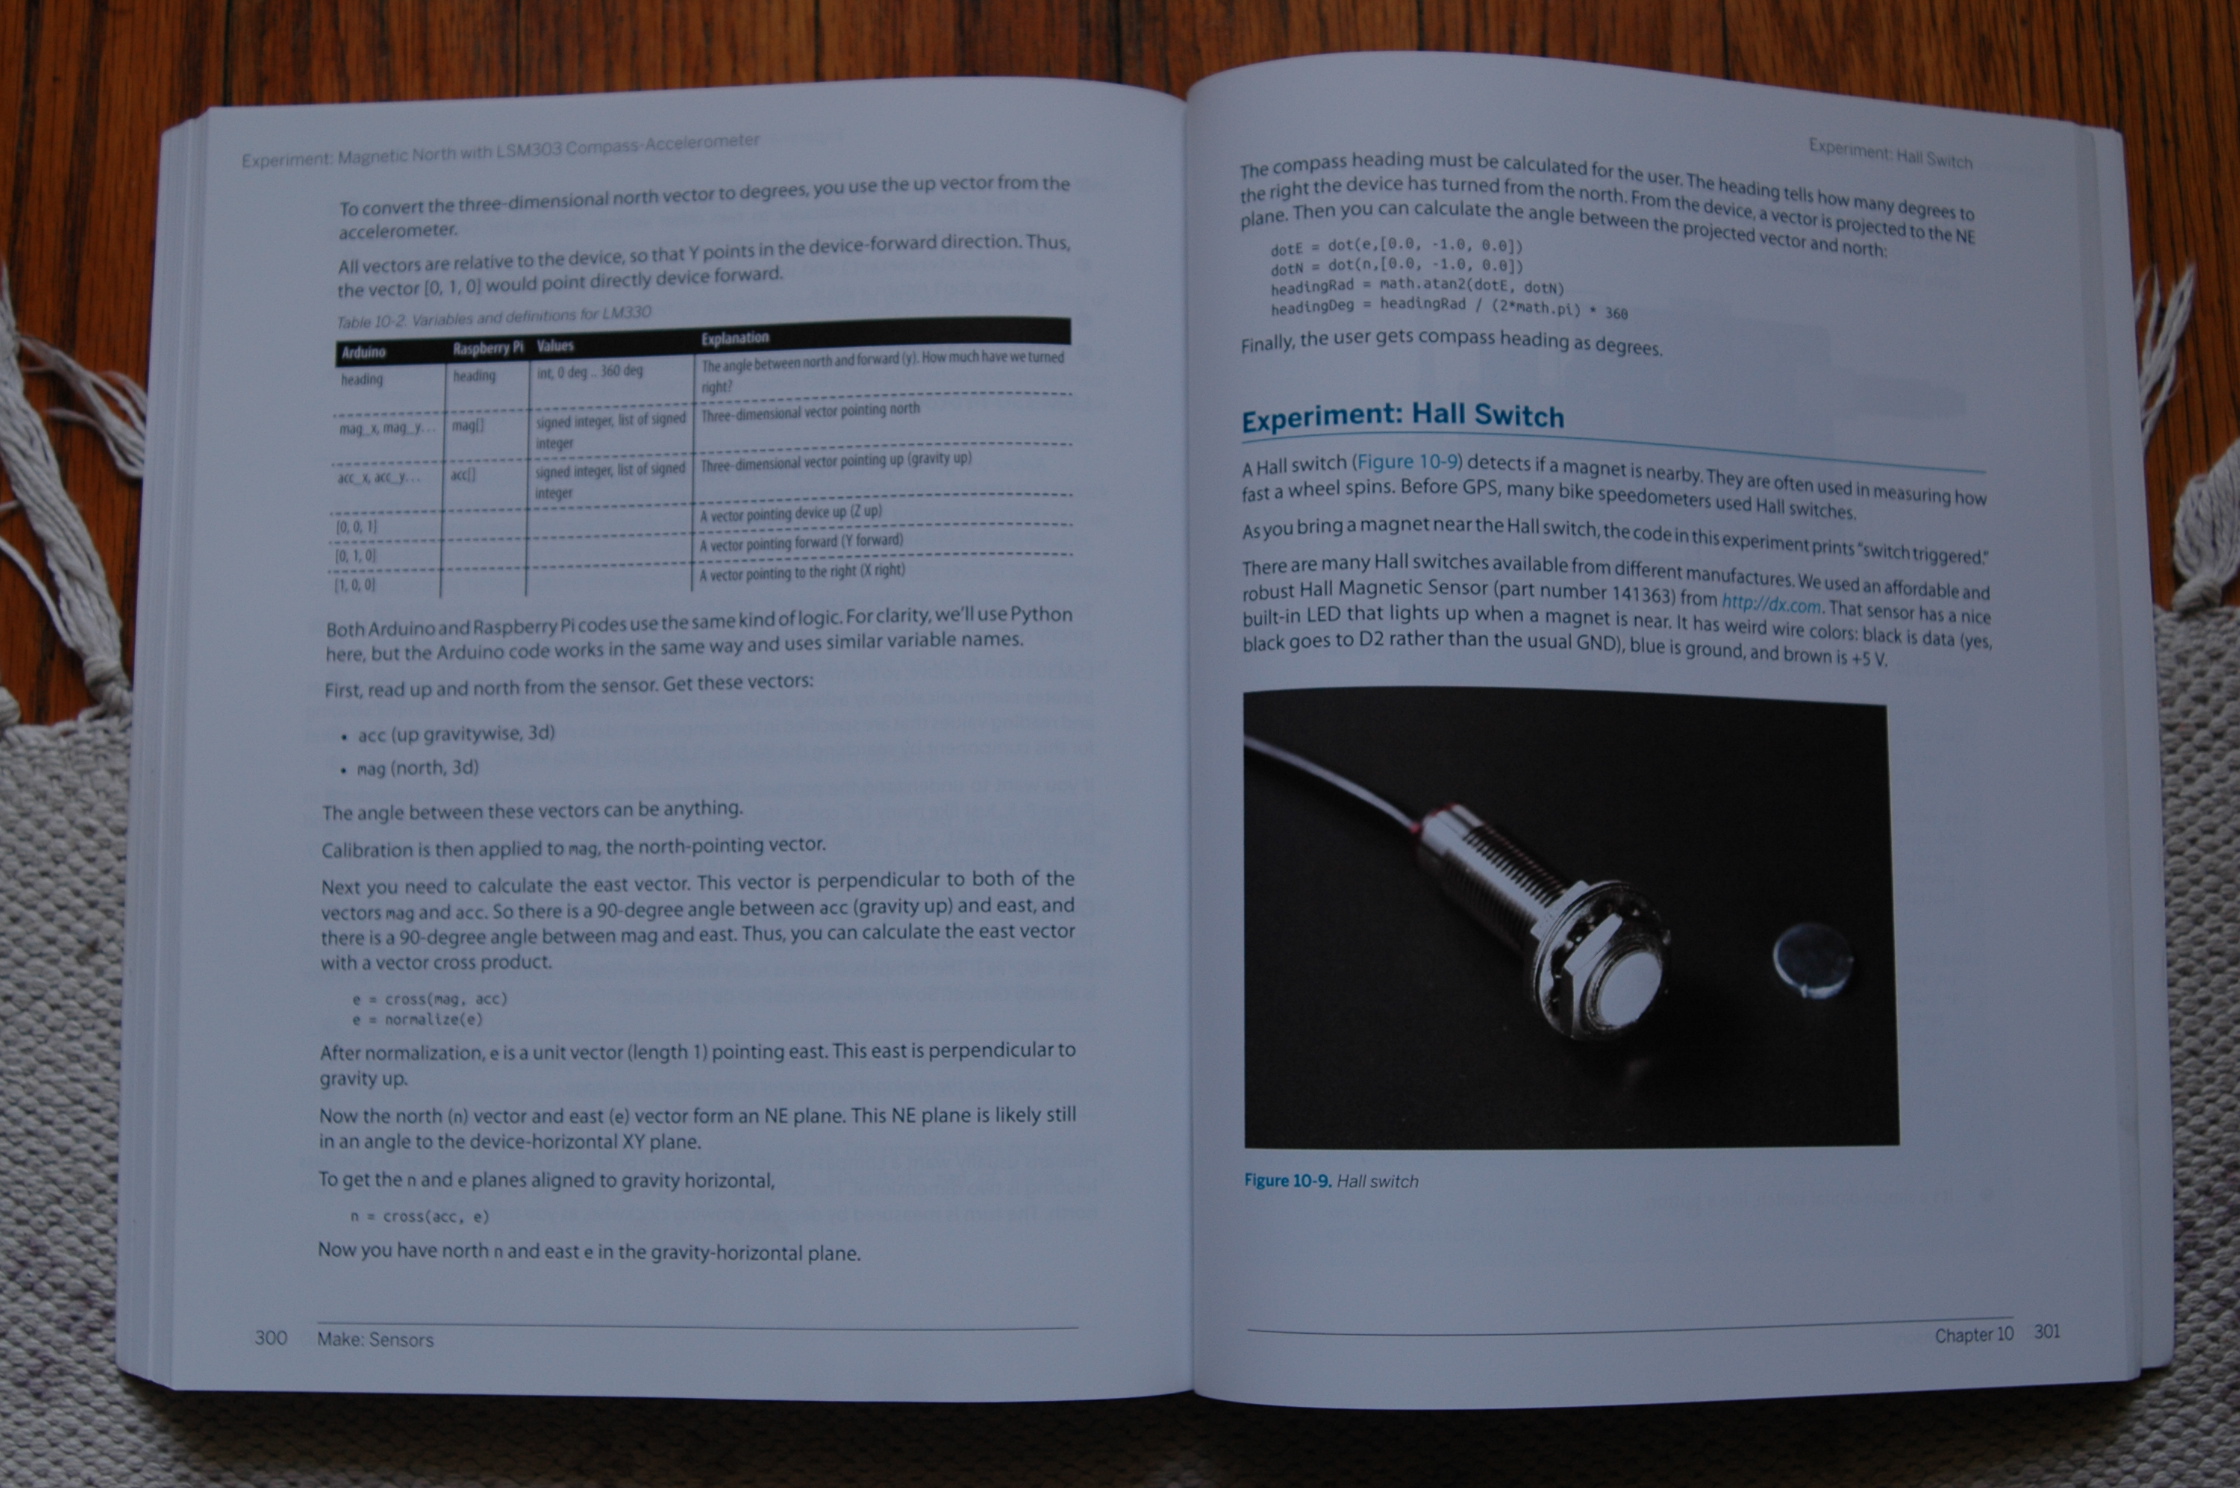 Experiment: Magnetic North with LSM303 Compass-Accelerometer
To convert the three-dimensional north vector to degrees, you use the up vector from the
accelerometer.
All vectors are relative to the device, so that Y points in the device-forward direction. Thus,
the vector [0, 1, 0] would point directly device forward.
Table 10-2. Variables and definitions for LM330
Arduino Raspberry Pi Values Explanation
heading heading int, 0 deg .. 360 deg The angle between north and forward (y). How much have we turned
right?
mag_x, mag_y… mag[] signed integer, list of signed Three-dimensional vector pointing north
integer
acc_x, acc_y… acc[] signed integer, list of signed Three-dimensional vector pointing up (gravity up)
integer
[0, 0, 1] A vector pointing device up (Z up)
[0, 1, 0] A vector pointing forward (Y forward)
[1, 0, 0] A vector pointing to the right (X right)
Both Arduino and Raspberry Pi codes use the same kind of logic. For clarity, we'll use Python
here, but the Arduino code works in the same way and uses similar variable names.
First, read up and north from the sensor. Get these vectors:
• acc (up gravitywise, 3d)
• mag (north, 3d)
The angle between these vectors can be anything.
Calibration is then applied to mag, the north-pointing vector.
Next you need to calculate the east vector. This vector is perpendicular to both of the
vectors mag and acc. So there is a 90-degree angle between acc (gravity up) and east, and
there is a 90-degree angle between mag and east. Thus, you can calculate the east vector
with a vector cross product.
e = cross(mag, acc)
e = normalize(e)
After normalization, e is a unit vector (length 1) pointing east. This east is perpendicular to
gravity up.
Now the north (n) vector and east (e) vector form an NE plane. This NE plane is likely still
in an angle to the device-horizontal XY plane.
To get the n and e planes aligned to gravity horizontal,
n = cross(acc, e)
Now you have north n and east e in the gravity-horizontal plane.
300 Make: Sensors
Experiment: Hall Switch
The compass heading must be calculated for the user. The heading tells how many degrees to
the right the device has turned from the north. From the device, a vector is projected to the NE
plane. Then you can calculate the angle between the projected vector and north:
dotE = dot(e,[0.0, -1.0, 0.0])
dotN = dot(n,[0.0, -1.0, 0.0])
headingRad = math.atan2(dotE, dotN)
headingDeg = headingRad / (2*math.pi) * 360
Finally, the user gets compass heading as degrees.
Experiment: Hall Switch
A Hall switch (Figure 10-9) detects if a magnet is nearby. They are often used in measuring how
fast a wheel spins. Before GPS, many bike speedometers used Hall switches.
As you bring a magnet near the Hall switch, the code in this experiment prints "switch triggered."
There are many Hall switches available from different manufactures. We used an affordable and
robust Hall Magnetic Sensor (part number 141363) from http://dx.com. That sensor has a nice
built-in LED that lights up when a magnet is near. It has weird wire colors: black is data (yes,
black goes to D2 rather than the usual GND), blue is ground, and brown is +5 V.
Figure 10-9. Hall switch
Chapter 10 301